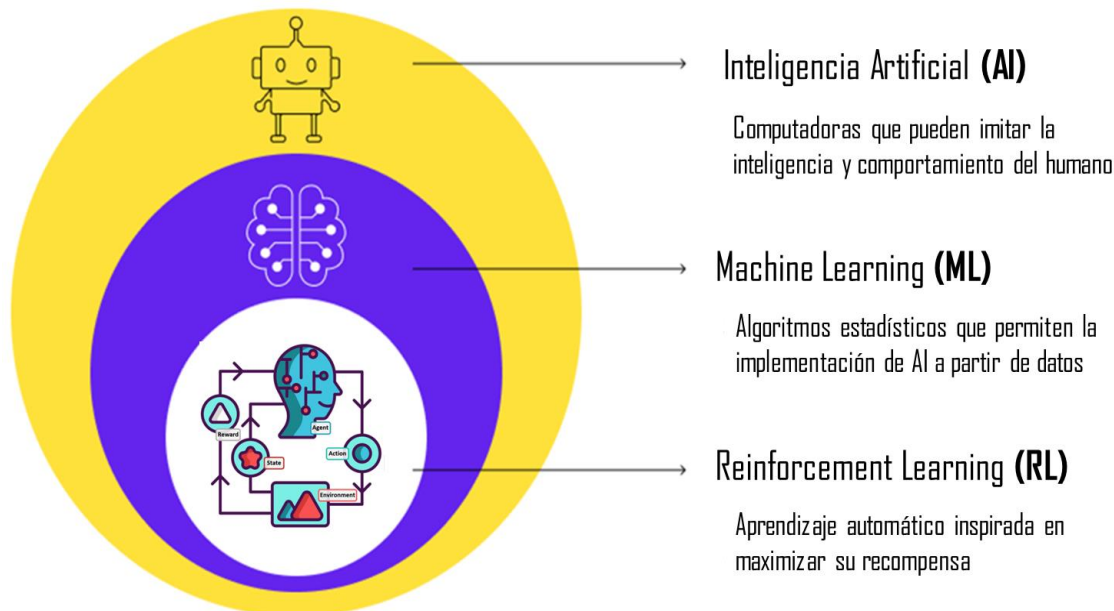 Inteligencia Artificial (AI)
Computadoras que pueden imitar la
inteligencia y comportamiento del humano
Machine Learning (ML)
Algoritmos estadísticos que permiten la
implementación de AI a partir de datos
Reward
Agent
State
Action
Environment
Reinforcement Learning (RL)
Aprendizaje automático inspirada en
maximizar su recompensa